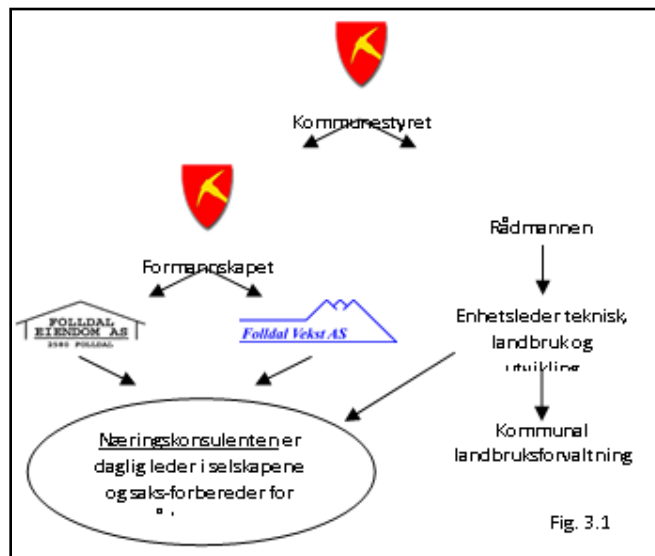 Kommunestyret
Formannskapet
Rådmannen
FOLLDAL
EIENDOM AS
2580 FOLLDAL
Folldal Vekst AS
Enhetsleder teknisk,
landbruk og
utvikling
Næringskonsulenten er
daglig leder i selskapene
og saks-forbereder for
Kommunal
landbruksforvaltning
Fig. 3.1